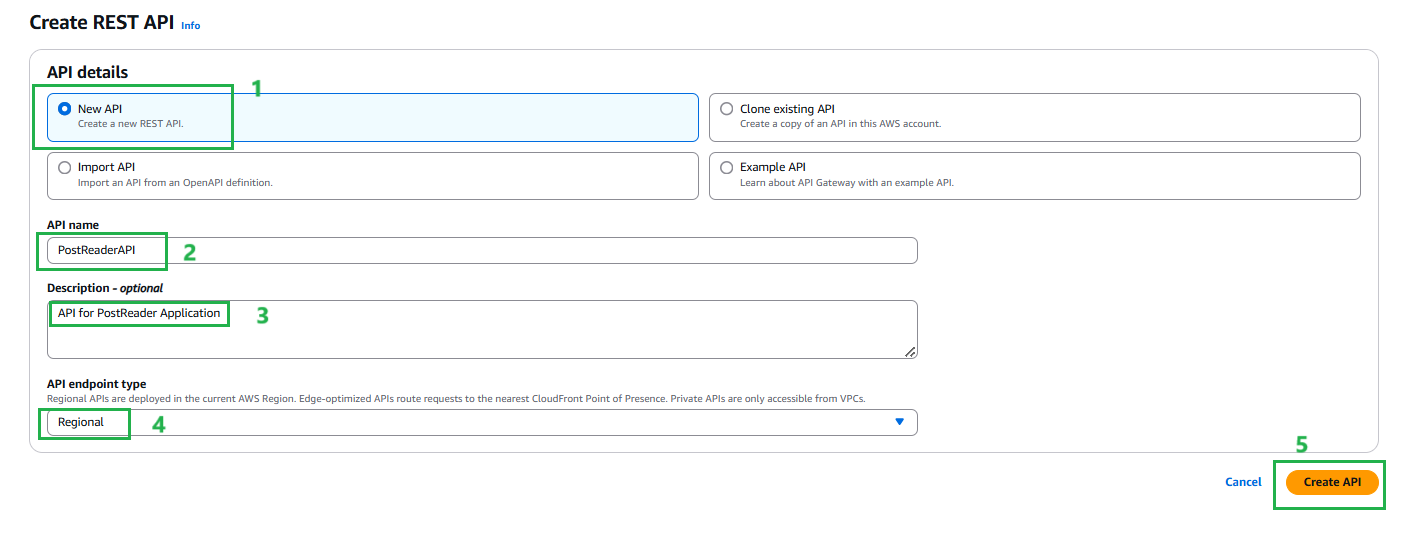 Create REST API Info
API details
1
New API
Create a new REST API.
Clone existing API
Create a copy of an API in this AWS account.
Import API
Import an API from an OpenAPI definition.
Example API
Learn about API Gateway with an example API.
API name
PostReaderAPI
2
Description - optional
API for PostReader Application
3
API endpoint type
Regional APIs are deployed in the current AWS Region. Edge-optimized APIs route requests to the nearest CloudFront Point of Presence. Private APIs are only accessible from VPCs.
Regional
4
5
Cancel
Create API